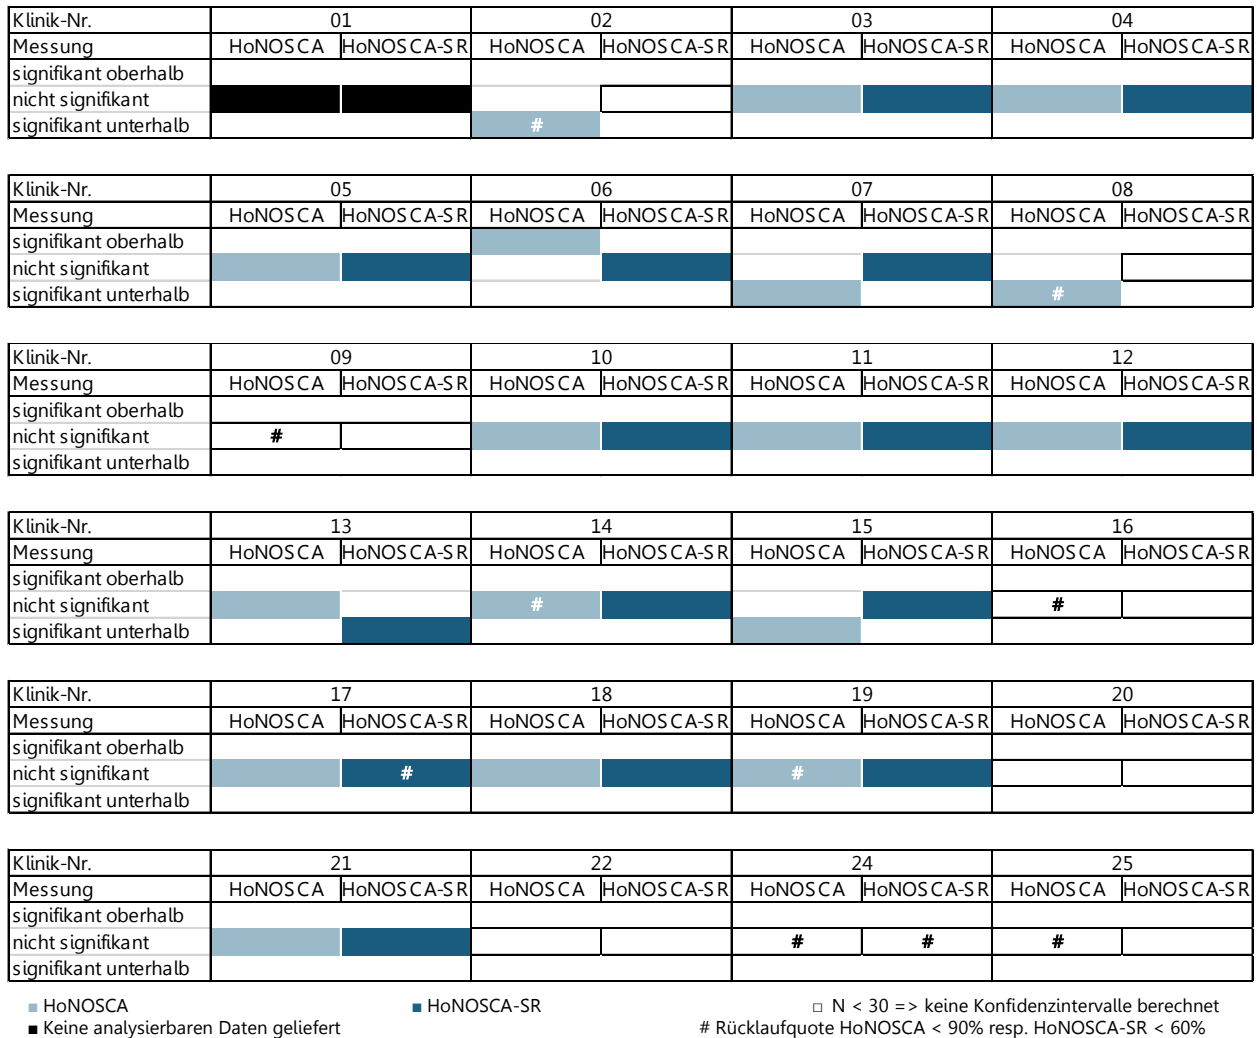 Klinik-Nr. 01 02 03 04
Messung HoNOSCA HoNOSCA-SR HoNOSCA HoNOSCA-SR HoNOSCA HoNOSCA-SR HoNOSCA HoNOSCA-SR
signifikant oberhalb
nicht signifikant
signifikant unterhalb #
Klinik-Nr. 05 06 07 08
Messung HoNOSCA HoNOSCA-SR HoNOSCA HoNOSCA-SR HoNOSCA HoNOSCA-SR HoNOSCA HoNOSCA-SR
signifikant oberhalb
nicht signifikant
signifikant unterhalb #
Klinik-Nr. 09 10 11 12
Messung HoNOSCA HoNOSCA-SR HoNOSCA HoNOSCA-SR HoNOSCA HoNOSCA-SR HoNOSCA HoNOSCA-SR
signifikant oberhalb
nicht signifikant #
signifikant unterhalb
Klinik-Nr. 13 14 15 16
Messung HoNOSCA HoNOSCA-SR HoNOSCA HoNOSCA-SR HoNOSCA HoNOSCA-SR HoNOSCA HoNOSCA-SR
signifikant oberhalb
nicht signifikant # #
signifikant unterhalb
Klinik-Nr. 17 18 19 20
Messung HoNOSCA HoNOSCA-SR HoNOSCA HoNOSCA-SR HoNOSCA HoNOSCA-SR HoNOSCA HoNOSCA-SR
signifikant oberhalb
nicht signifikant # #
signifikant unterhalb
Klinik-Nr. 21 22 24 25
Messung HoNOSCA HoNOSCA-SR HoNOSCA HoNOSCA-SR HoNOSCA HoNOSCA-SR HoNOSCA HoNOSCA-SR
signifikant oberhalb
nicht signifikant # # #
signifikant unterhalb
HoNOSCA HoNOSCA-SR N < 30 => keine Konfidenzintervalle berechnet
Keine analysierbaren Daten geliefert # Rücklaufquote HoNOSCA < 90% resp. HoNOSCA-SR < 60%